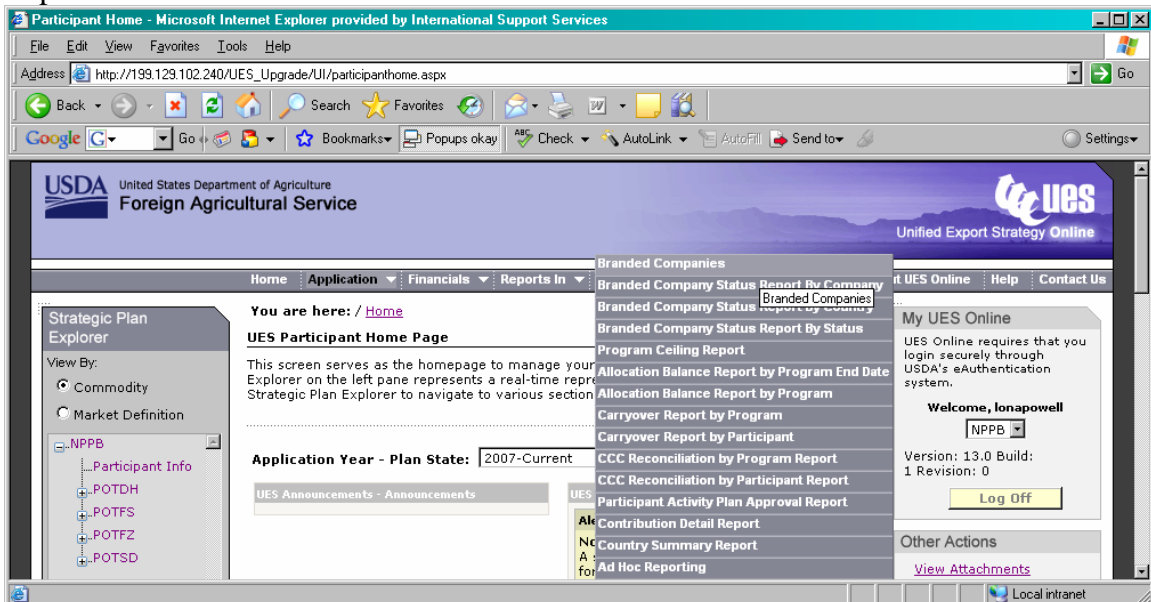 Participant Home - Microsoft Internet Explorer provided by International Support Services
File Edit View Favorites Tools Help
Address http://199.129.102.240/UES_Upgrade/UI/participanthome.aspx Go
Back Search Favorites
Google G Go Bookmarks Popups okay ABC Check AutoLink AutoFill Send to Settings
USDA United States Department of Agriculture
Foreign Agricultural Service
ues
Unified Export Strategy Online
Home Application Financials Reports In rt UES Online Help Contact Us
Branded Companies
Branded Company Status Report By Company
Branded Companies
Branded Company Status Report By Country
Branded Company Status Report By Status
Program Ceiling Report
Allocation Balance Report by Program End Date
Allocation Balance Report by Program
Carryover Report by Program
Carryover Report by Participant
CCC Reconciliation by Program Report
CCC Reconciliation by Participant Report
Participant Activity Plan Approval Report
Contribution Detail Report
Country Summary Report
Ad Hoc Reporting
Strategic Plan
Explorer
View By:
Commodity
Market Definition
NPPB
Participant Info
POTDH
POTFS
POTFZ
POTSD
You are here: / Home
UES Participant Home Page
This screen serves as the homepage to manage your
Explorer on the left pane represents a real-time repre
Strategic Plan Explorer to navigate to various section
Application Year - Plan State: 2007-Current
UES Announcements - Announcements
UES
Ale
No
A s
for
My UES Online
UES Online requires that you
login securely through
USDA's eAuthentication
system.
Welcome, lonapowell
NPPB
Version: 13.0 Build:
1 Revision: 0
Log Off
Other Actions
View Attachments
Local intranet